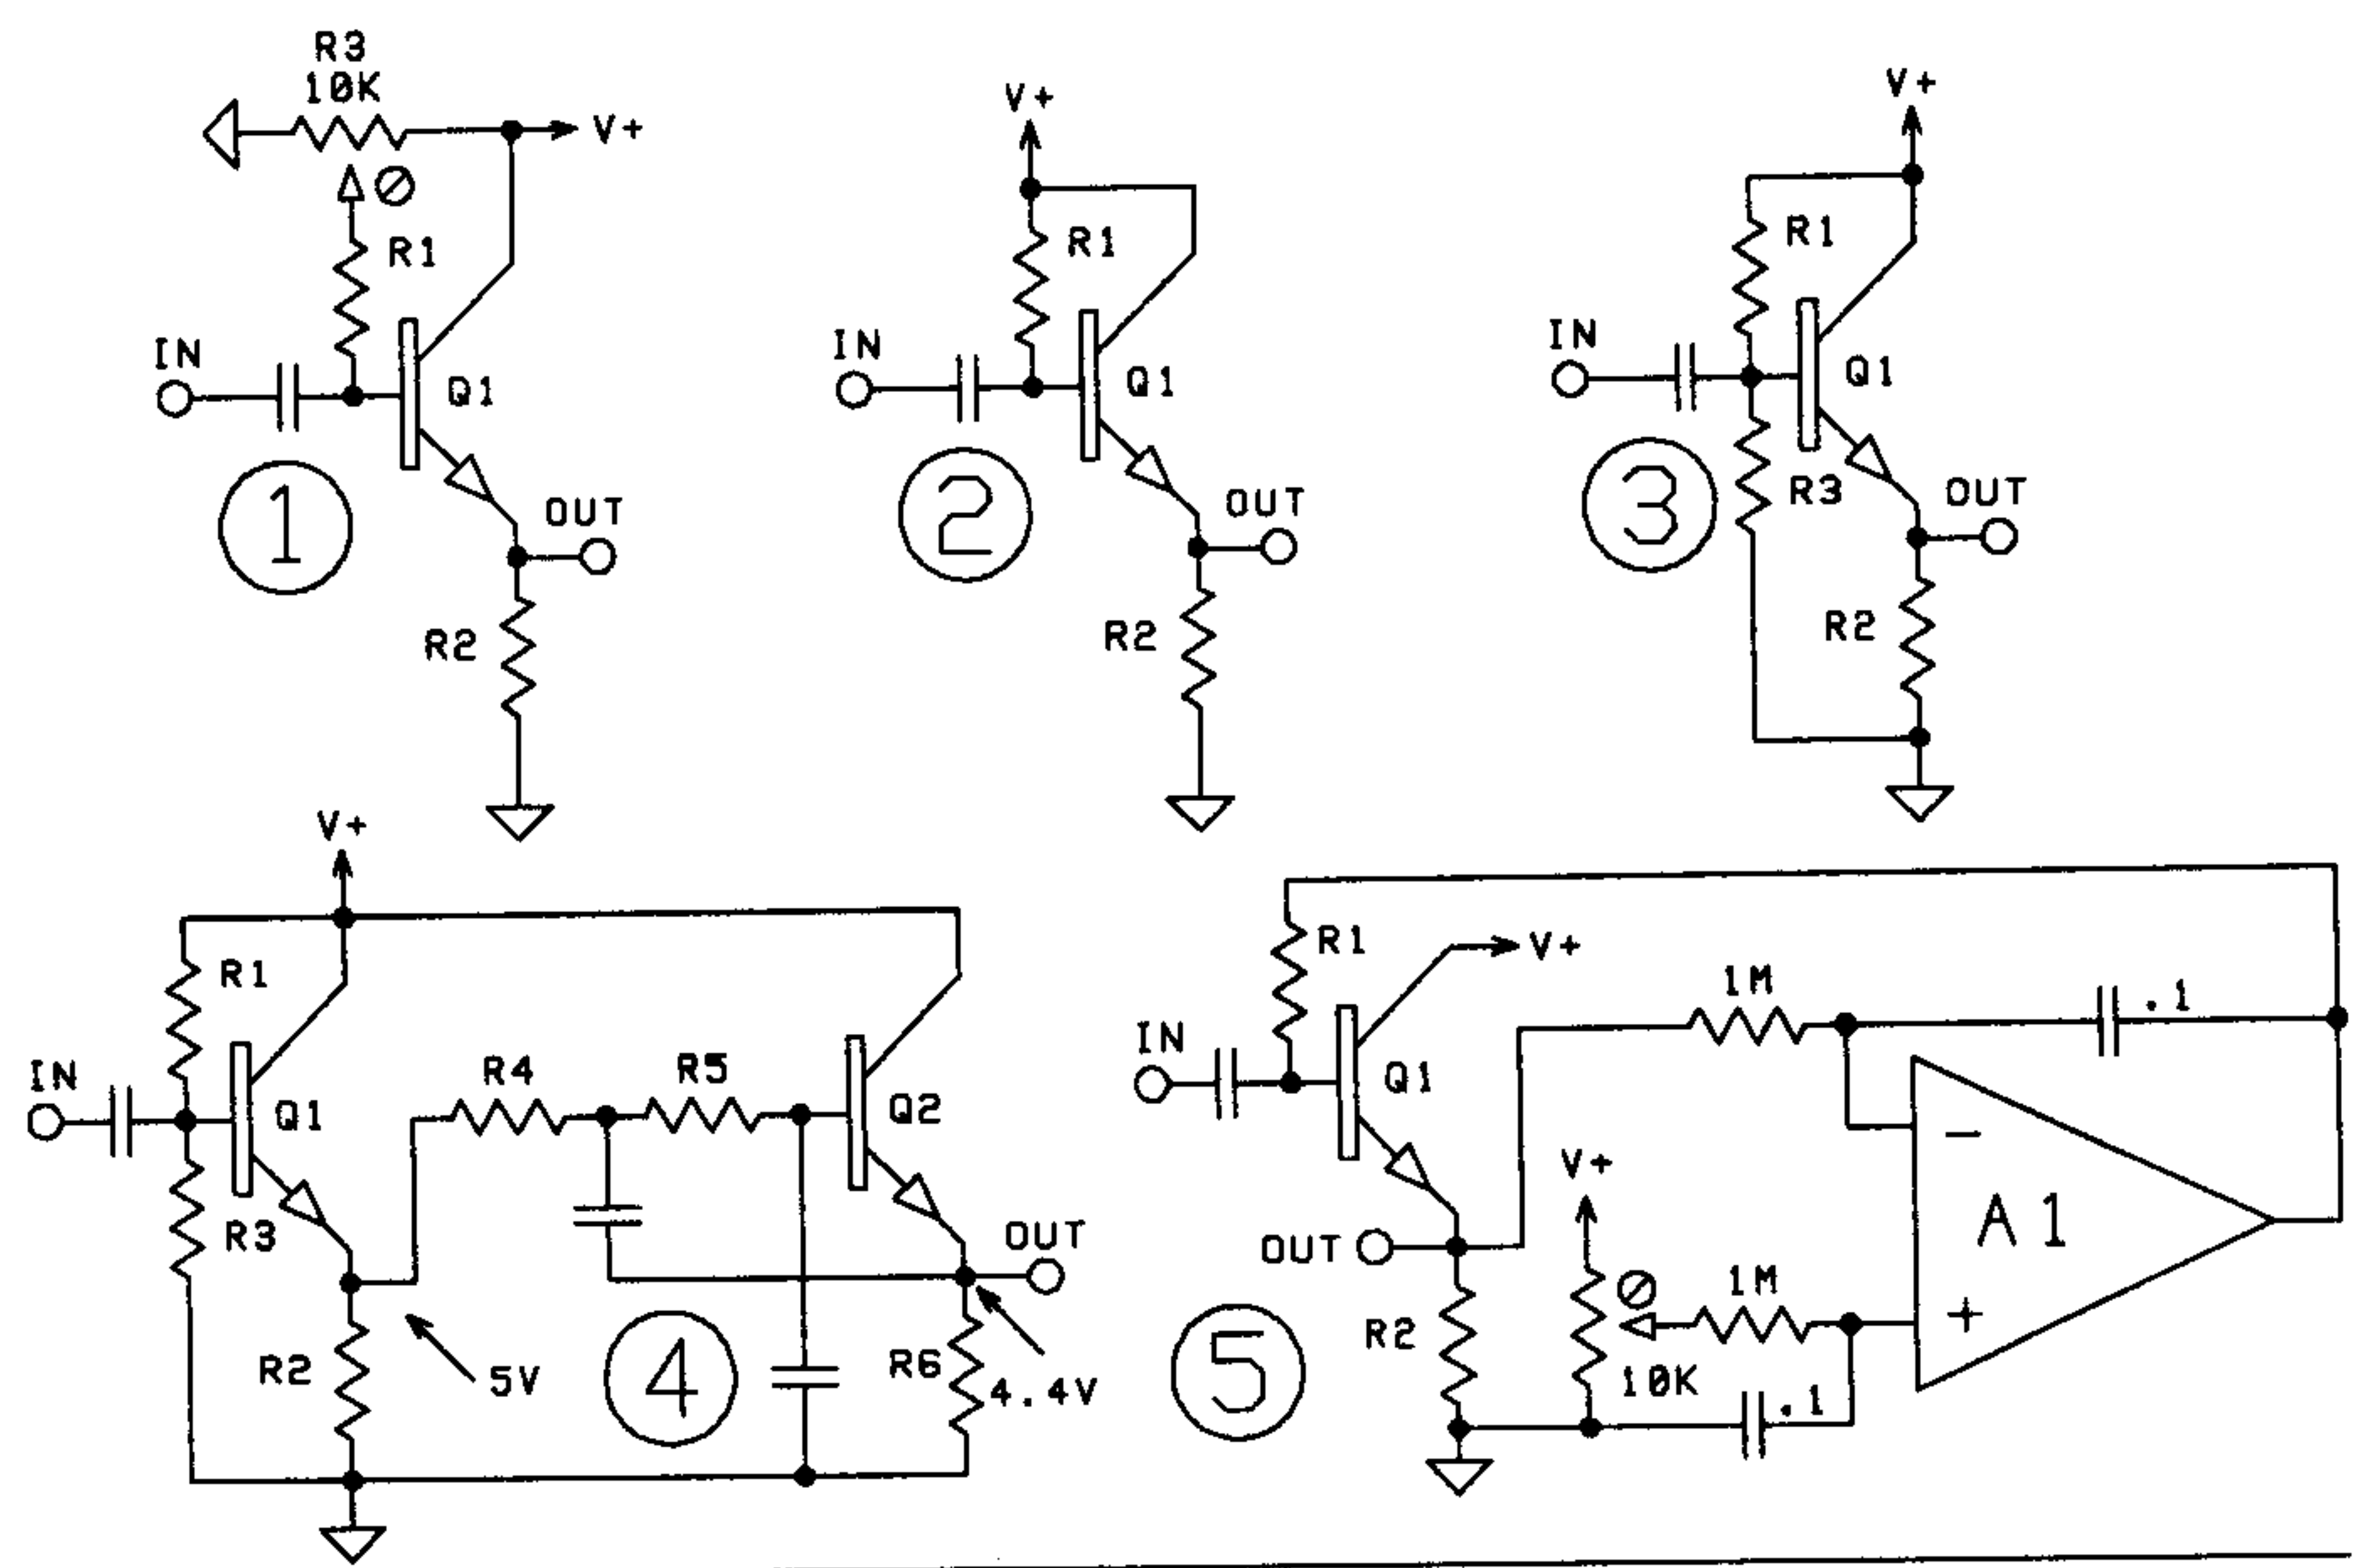 R3
10K
V+
R1
IN
Q1
OUT
R2
1
V+
R1
IN
Q1
OUT
R2
2
V+
R1
IN
Q1
R3
OUT
R2
3
V+
R1
IN
Q1
R3
R2
5V
R4
R5
Q2
OUT
R6
4.4V
4
R1
V+
IN
Q1
OUT
R2
1M
.1
V+
1M
10K
.1
-
+
A1
5